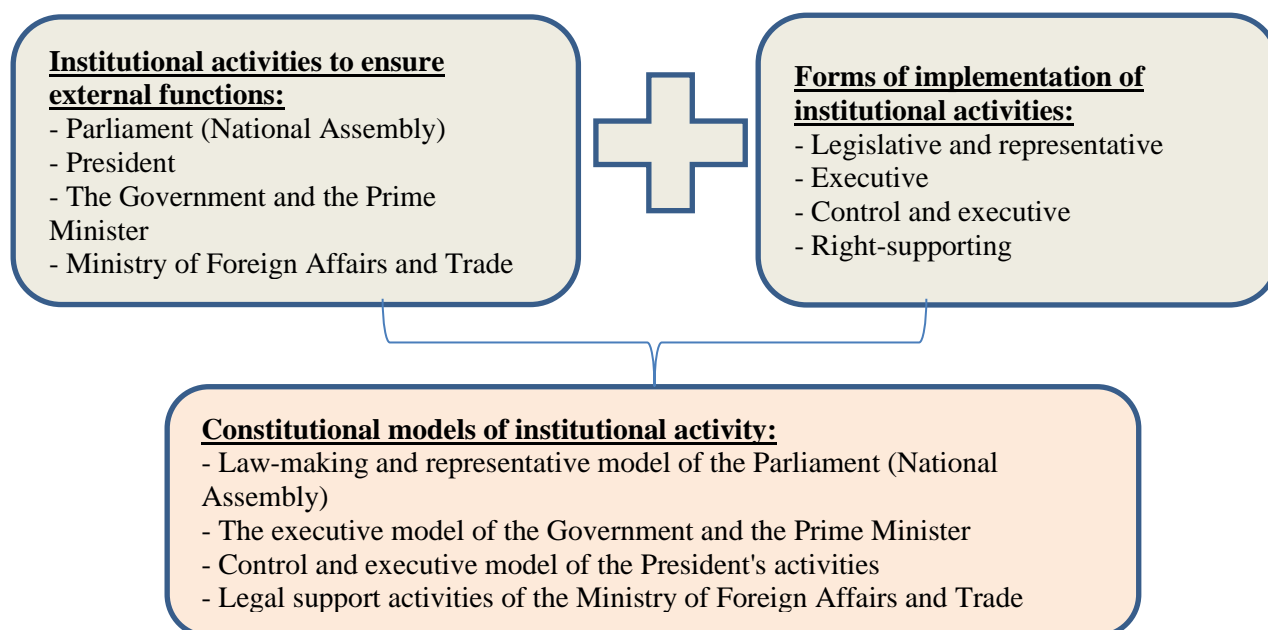 Institutional activities to ensure
external functions:
- Parliament (National Assembly)
- President
- The Government and the Prime
Minister
- Ministry of Foreign Affairs and Trade
Forms of implementation of
institutional activities:
- Legislative and representative
- Executive
- Control and executive
- Right-supporting
Constitutional models of institutional activity:
- Law-making and representative model of the Parliament (National
Assembly)
- The executive model of the Government and the Prime Minister
- Control and executive model of the President's activities
- Legal support activities of the Ministry of Foreign Affairs and Trade